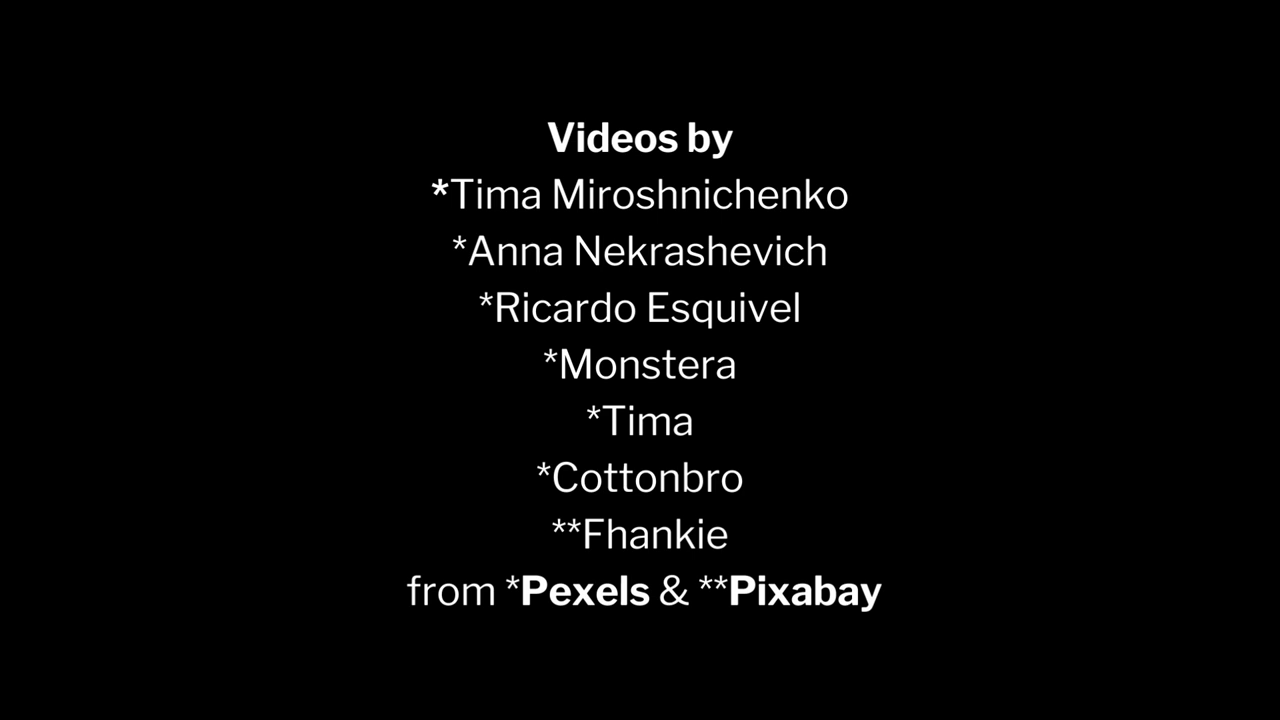 Videos by
*Tima Miroshnichenko
*Anna Nekrashevich
*Ricardo Esquivel
*Monstera
*Tima
*Cottonbro
**Fhankie
from *Pexels & **Pixabay